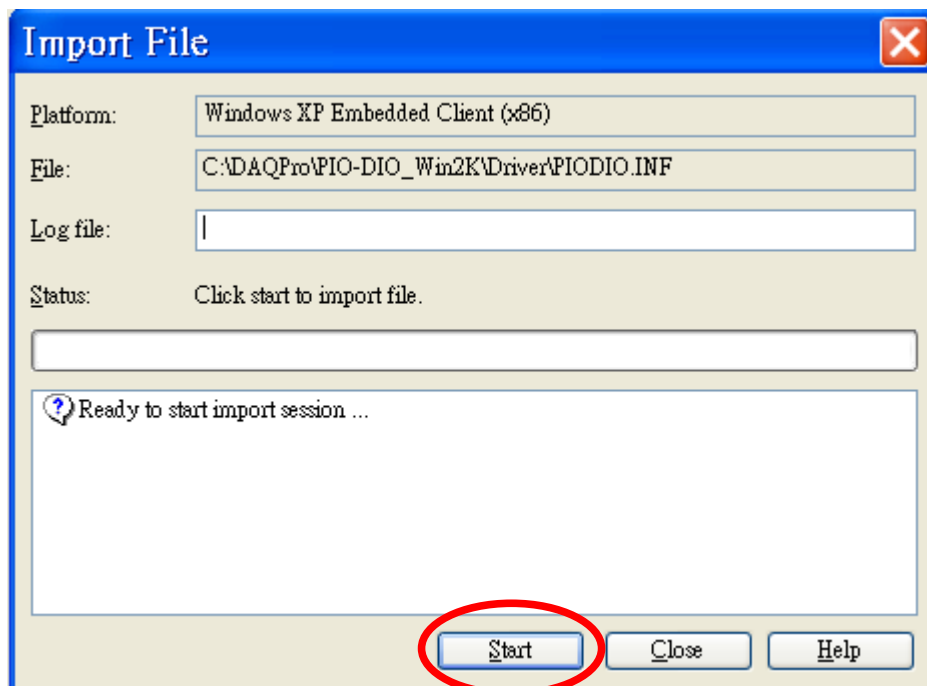 Import File
Platform: Windows XP Embedded Client (x86)
File: C:\DAQPro\PIO-DIO_Win2K\Driver\PIODIO.INF
Log file:
Status: Click start to import file.
Ready to start import session ...
Start Close Help